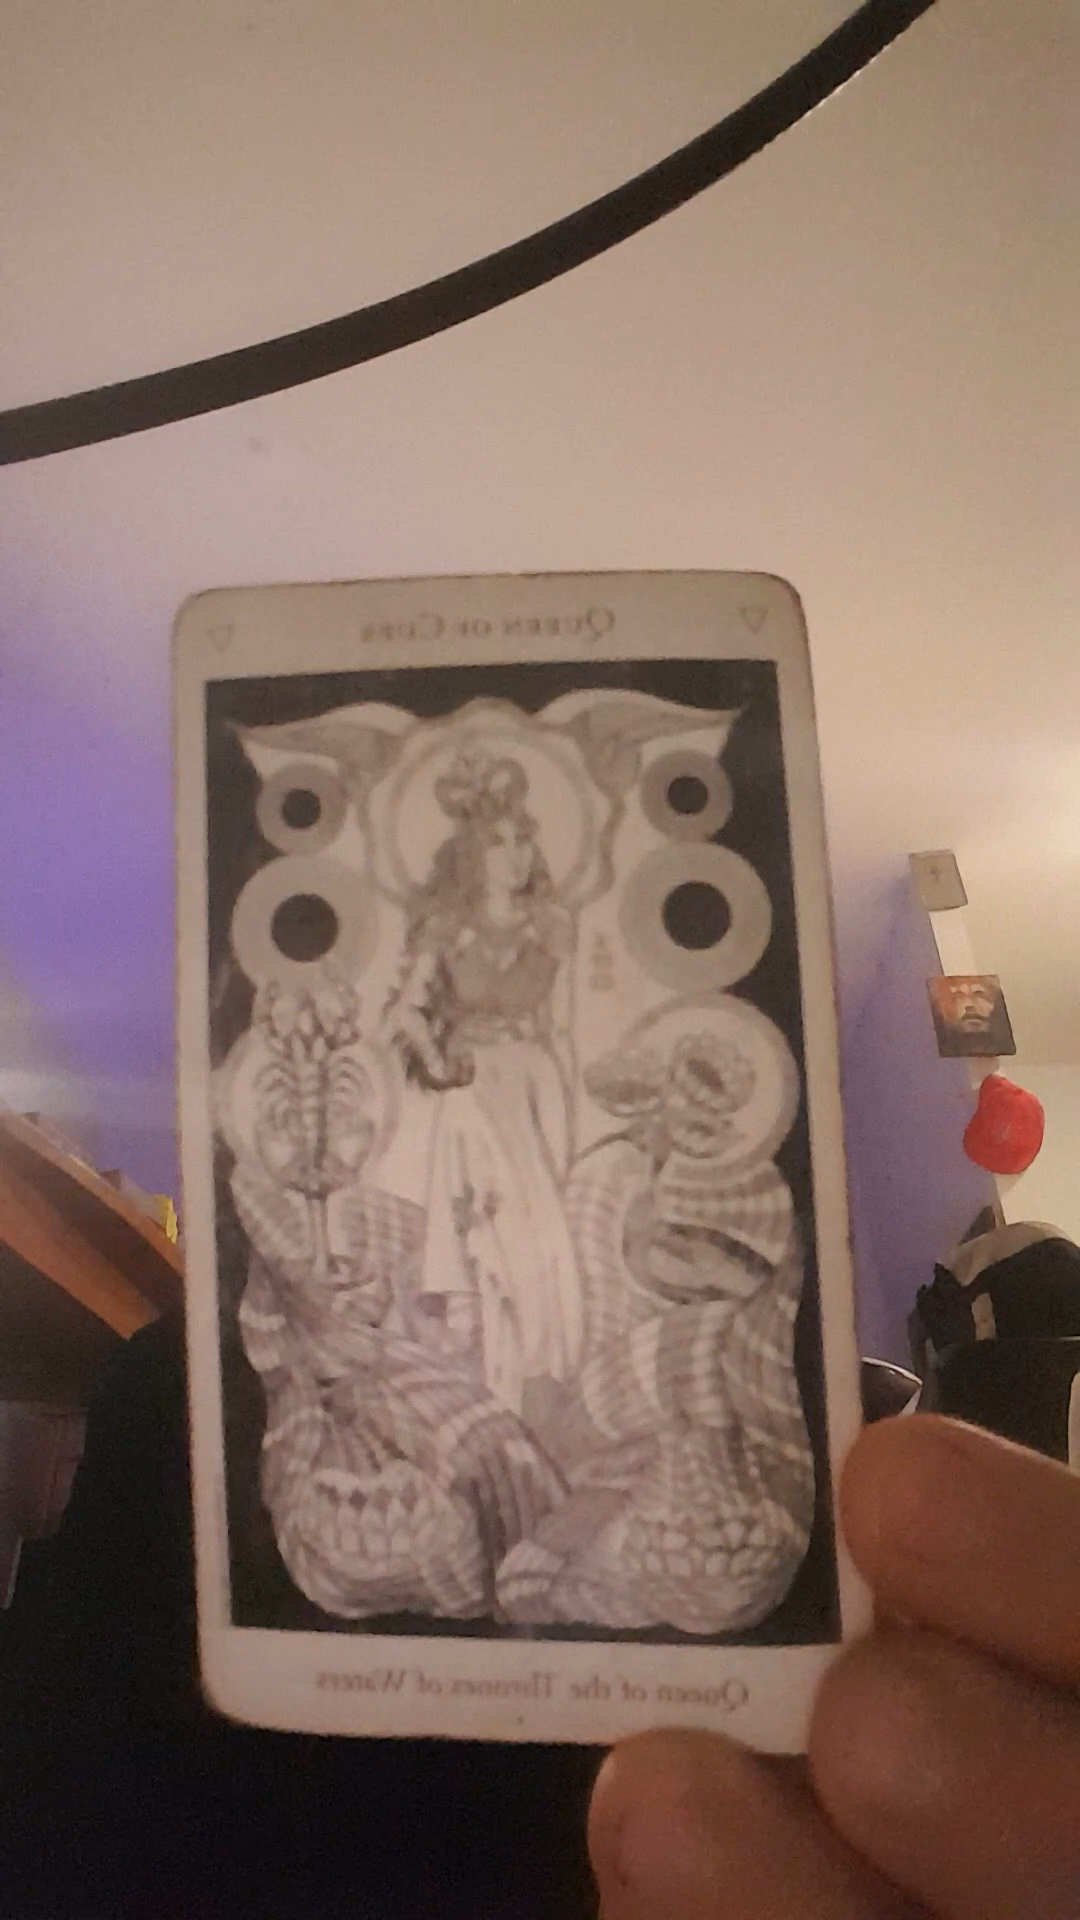 Queen of Cups
Queen of the Thrones of Waters